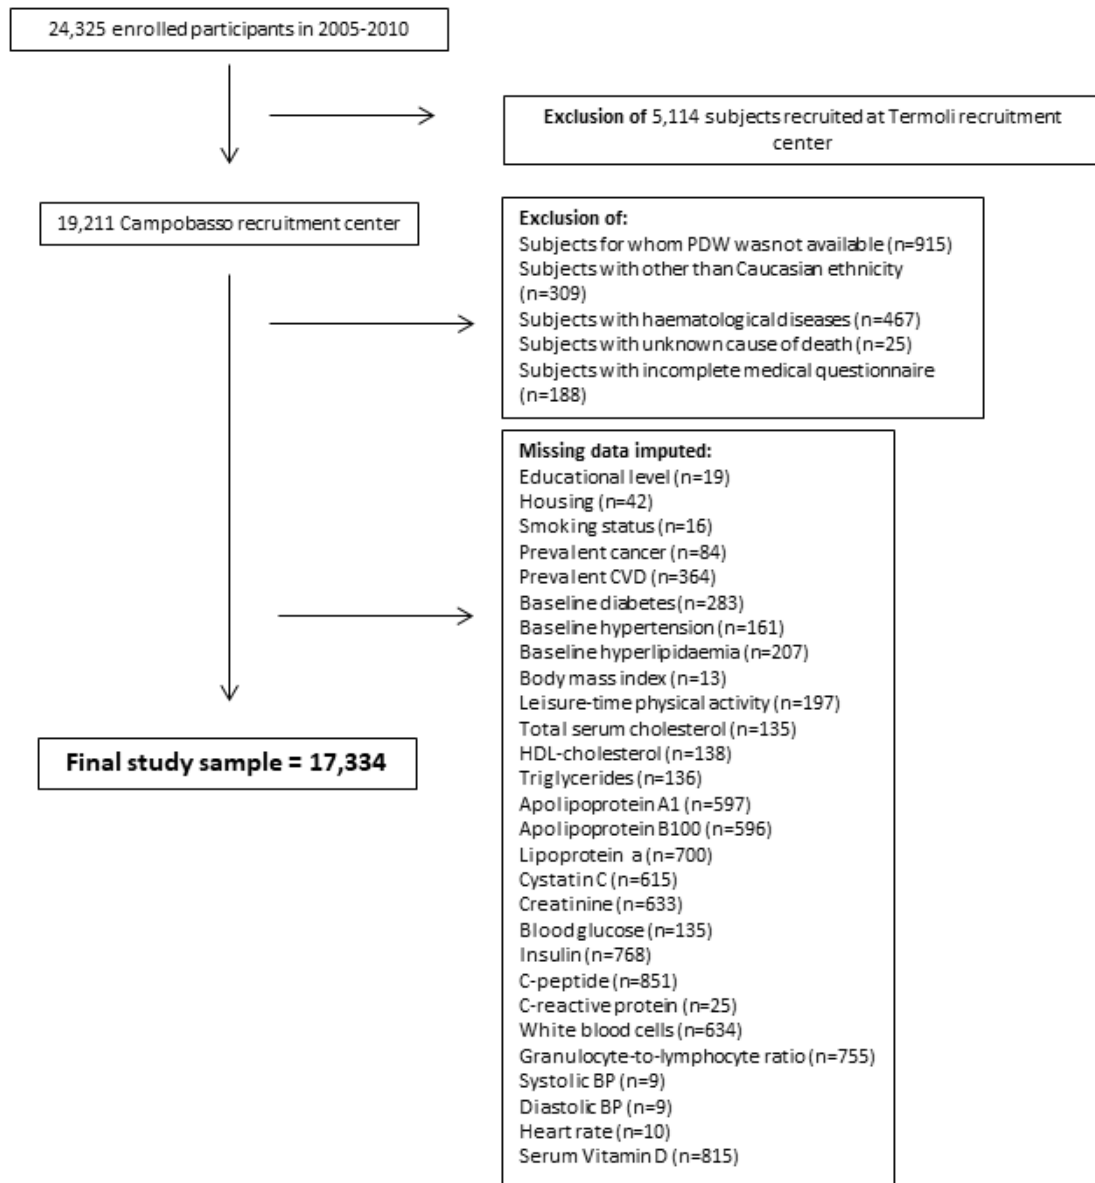 24,325 enrolled participants in 2005-2010
Exclusion of 5,114 subjects recruited at Termoli recruitment
center
19,211 Campobasso recruitment center
Exclusion of:
Subjects for whom PDW wasnot available (n=915)
Subjects with other than Caucasian ethnicity
(n=309)
Subjects with haematological diseases (n=467)
Subjects with unknown cause of death (n=25)
Subjects with incomplete medical questionnaire
(n=188)
Missing data imputed:
Educational level (n=19)
Housing (n=42)
Smoking status (n=16)
Prevalent cancer (n=84)
Prevalent CVD (n=364)
Baseline diabetes (n=283)
Baseline hypertension (n=161)
Baseline hyperlipidaemia (n=207)
Body mass index (n=13)
Leisure-time physical activity (n=197)
Total serum cholesterol (n=135)
HDL-cholesterol (n=138)
Triglycerides (n=136)
Apolipoprotein A1 (n=597)
Apolipoprotein B100 (n=596)
Lipoprotein a (n=700)
Cystatin C (n=615)
Creatinine (n=633)
Blood glucose (n=135)
Insulin (n=768)
C-peptide (n=851)
C-reactive protein (n=25)
White blood cells (n=634)
Granulocyte-to-lymphocyte ratio (n=755)
Systolic BP (n=9)
Diastolic BP (n=9)
Heart rate (n=10)
Serum Vitamin D (n=815)
Final study sample = 17,334